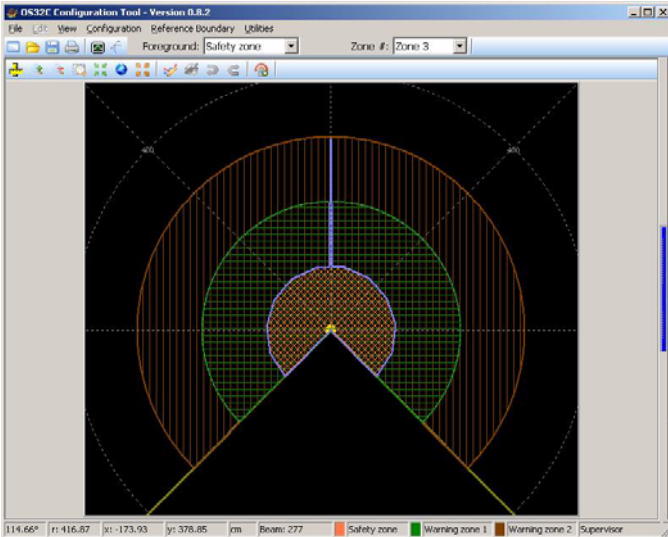 OS32C Configuration Tool - Version 0.8.2
File Edit View Configuration Reference Boundary Utilities
Foreground: Safety zone Zone #: Zone 3
400 400
114.66° r: 416.87 x: -173.93 y: 378.85 cm Beam: 277 Safety zone Warning zone 1 Warning zone 2 Supervisor